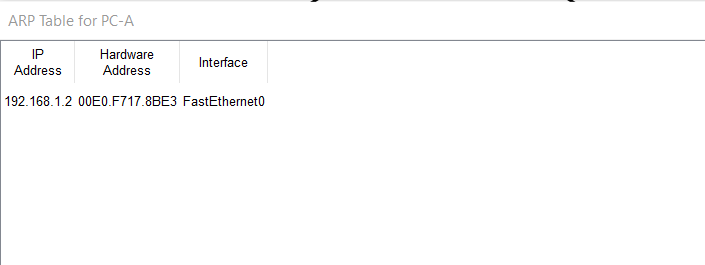 ARP Table for PC-A
IP Address Hardware Address Interface
192.168.1.2 00E0.F717.8BE3 FastEthernet0